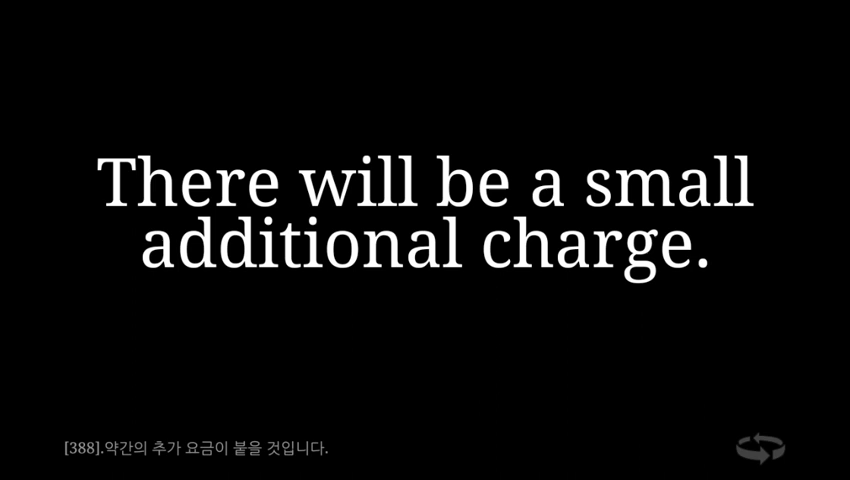 There will be a small
additional charge.
[388].약간의 추가 요금이 붙을 것입니다.